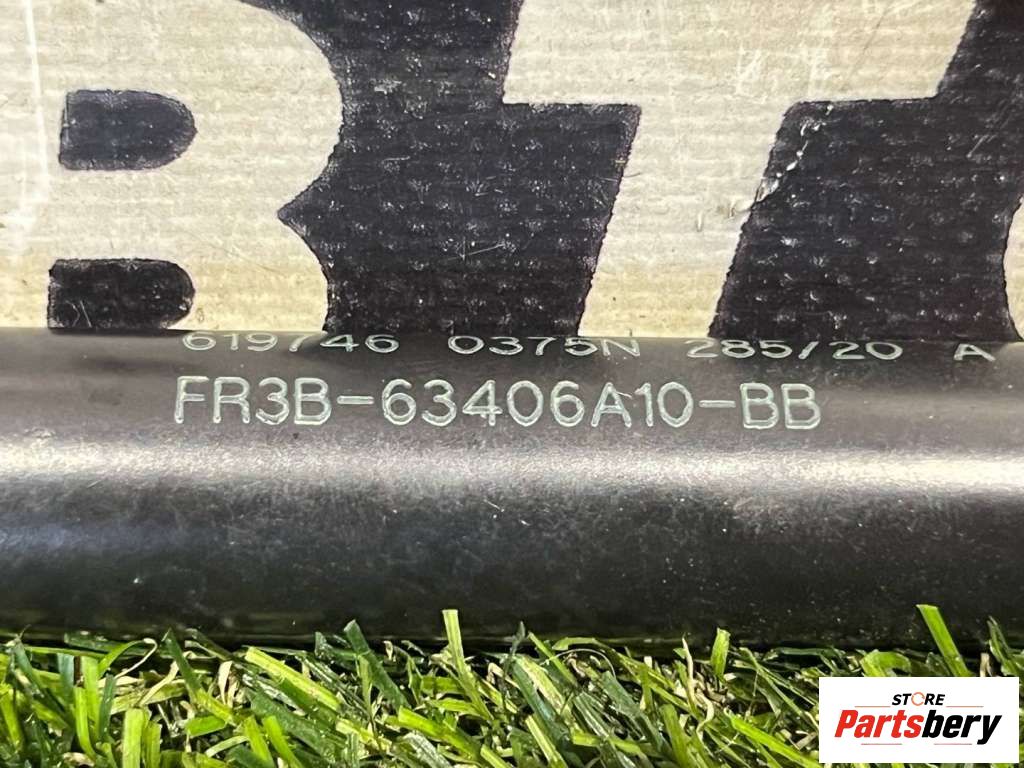 619746 0375N 285/20 A
FR3B-63406A10-BB
STORE
Partsbery